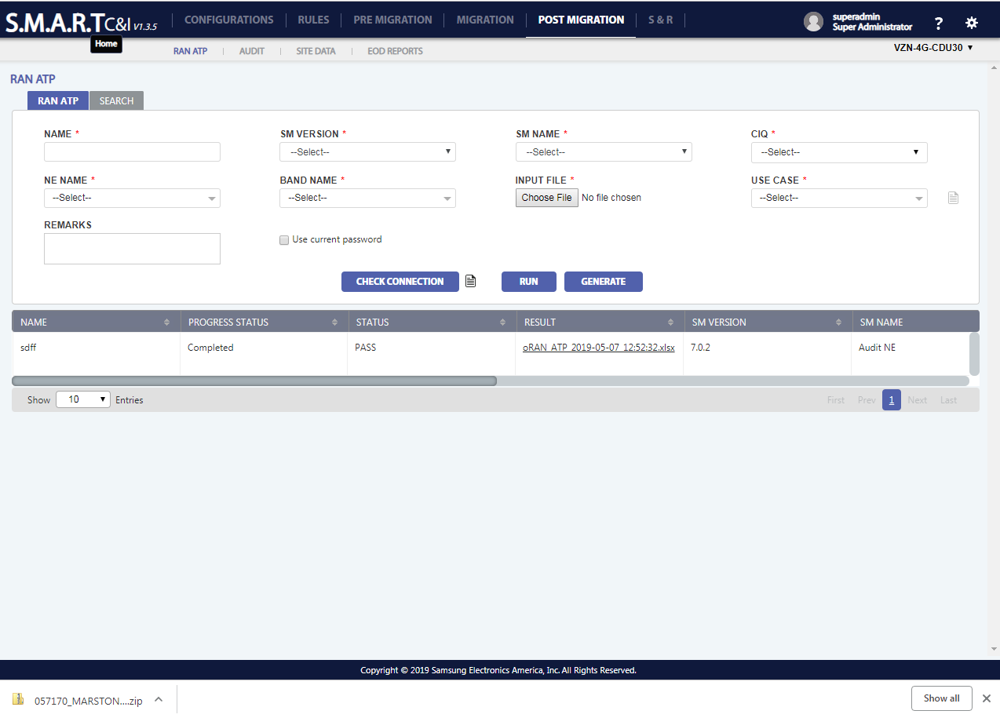 S.M.A.R.T C&I V1.3.5
CONFIGURATIONS RULES PRE MIGRATION MIGRATION POST MIGRATION S & R
superadmin
Super Administrator
?
Home
RAN ATP AUDIT SITE DATA EOD REPORTS
VZN-4G-CDU30
RAN ATP
RAN ATP SEARCH
NAME * SM VERSION * SM NAME * CIQ *
--Select-- --Select-- --Select--
NE NAME * BAND NAME * INPUT FILE * USE CASE *
--Select-- --Select-- Choose File No file chosen --Select--
REMARKS
Use current password
CHECK CONNECTION RUN GENERATE
NAME PROGRESS STATUS STATUS RESULT SM VERSION SM NAME
sdff Completed PASS oRAN_ATP_2019-05-07_12:52:32.xlsx 7.0.2 Audit NE
Show 10 Entries First Prev 1 Next Last
Copyright © 2019 Samsung Electronics America, Inc. All Rights Reserved.
057170_MARSTON....zip Show all